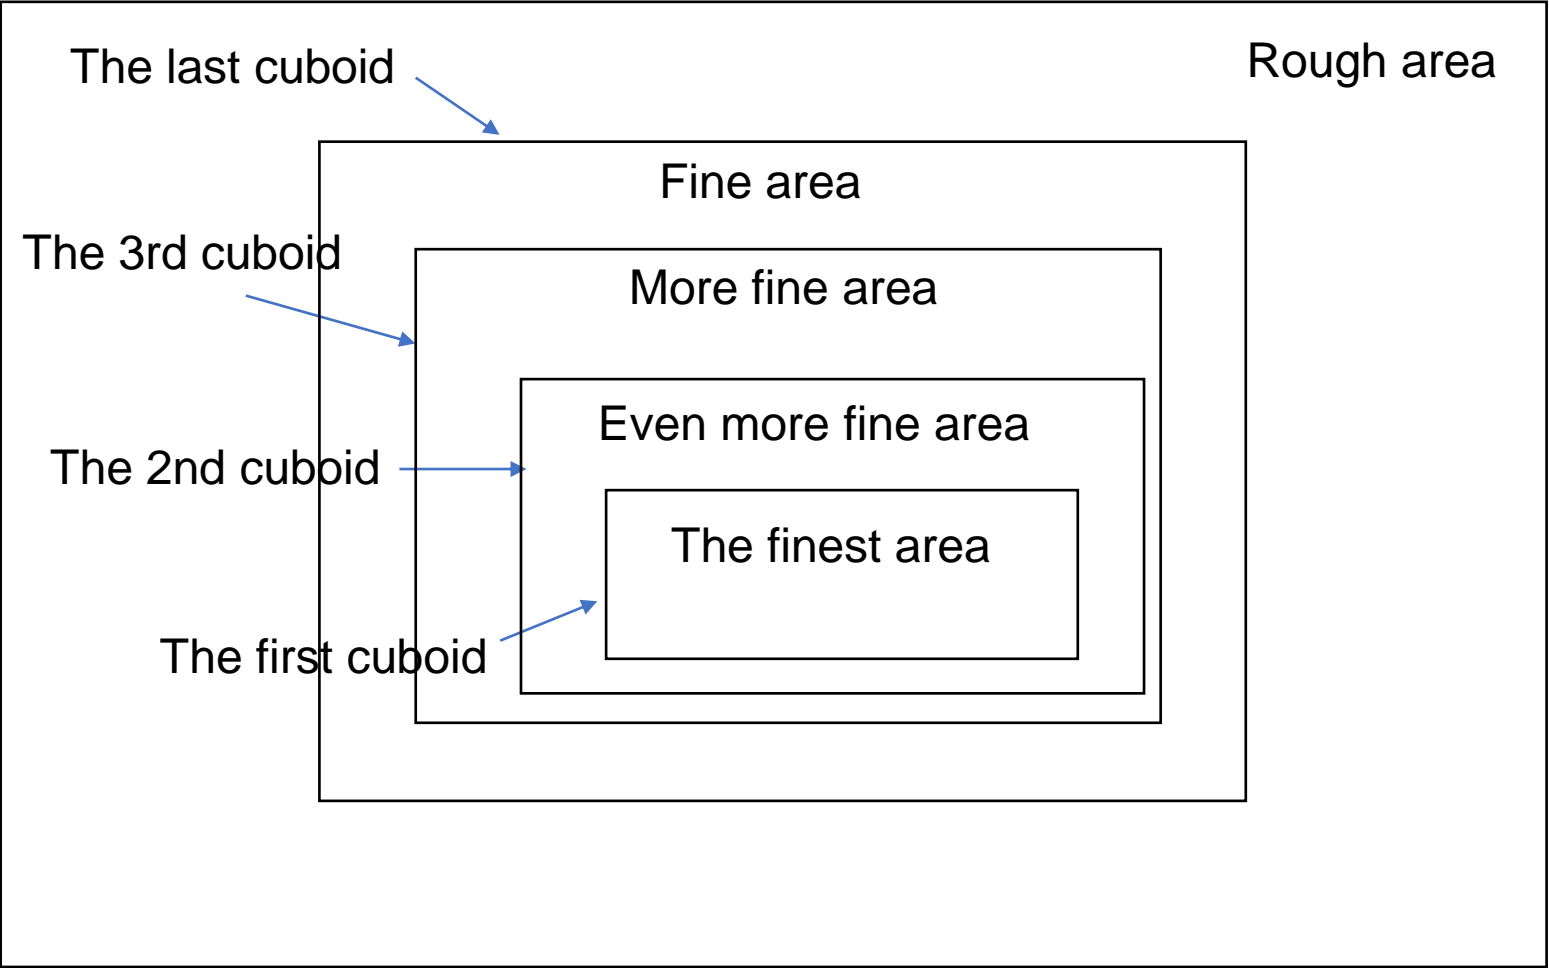 The last cuboid
Rough area
Fine area
The 3rd cuboid
More fine area
Even more fine area
The 2nd cuboid
The finest area
The first cuboid